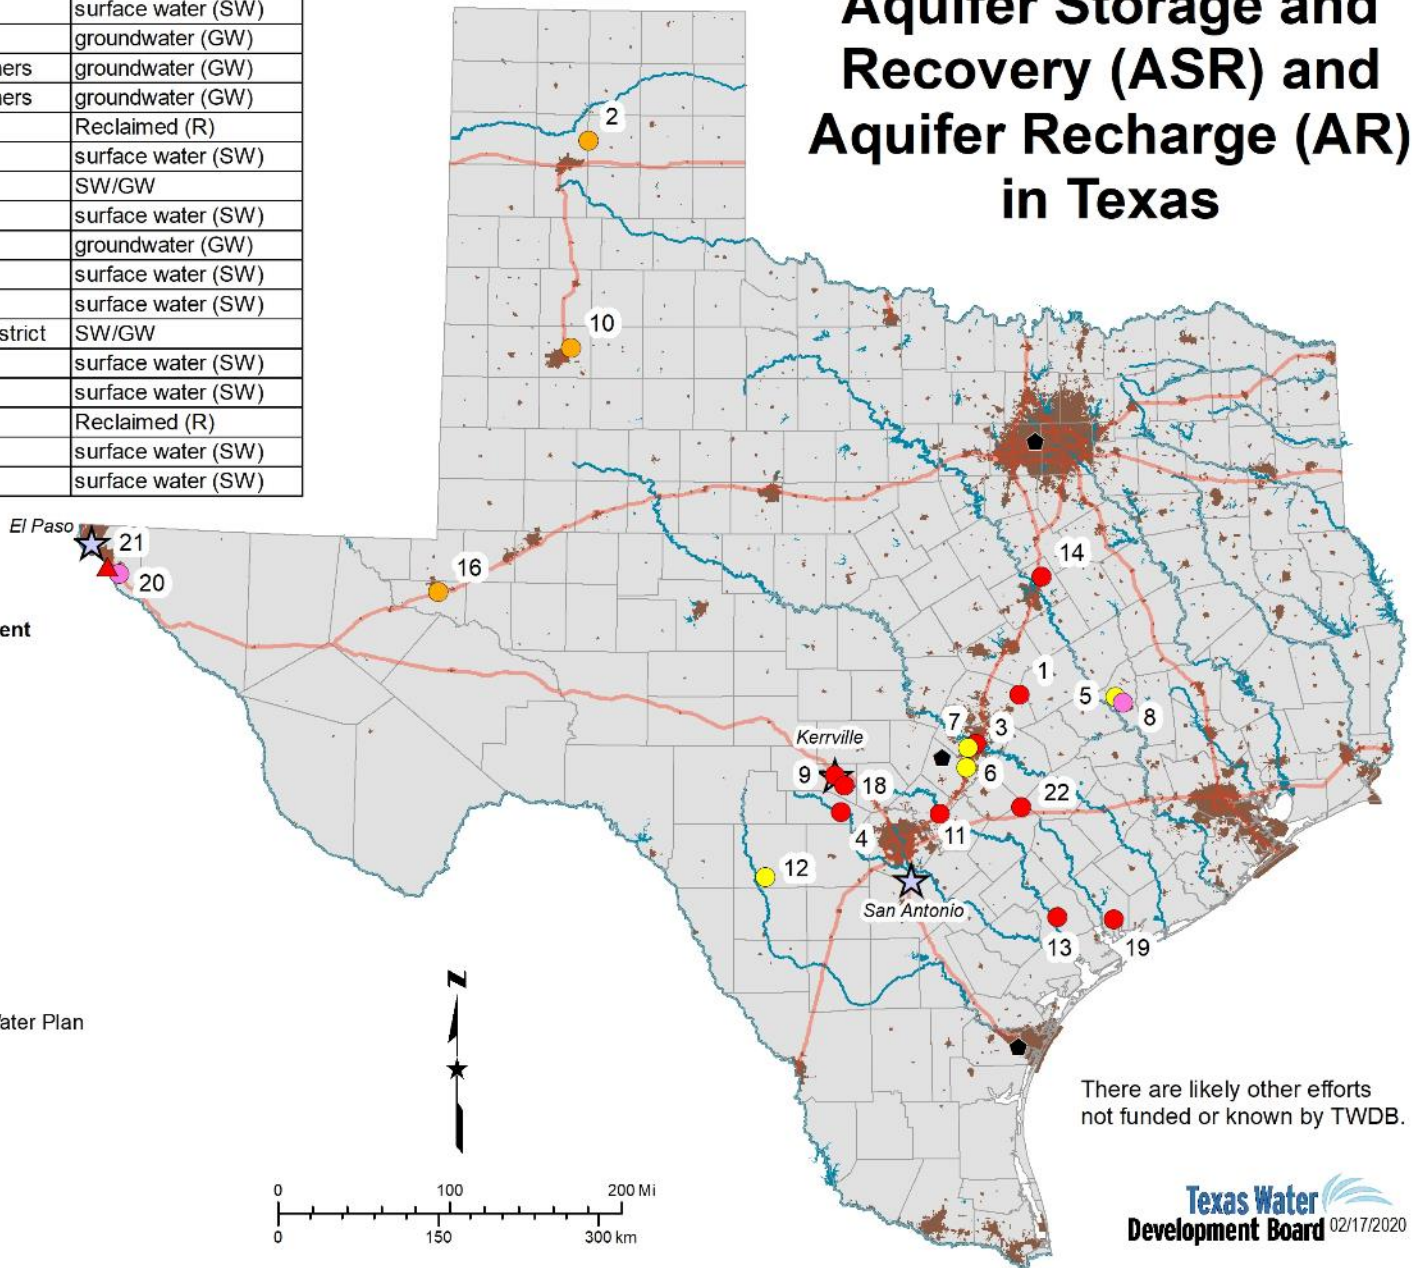 Aquifer Storage and
Recovery (ASR) and
Aquifer Recharge (AR)
in Texas
surface water (SW)
groundwater (GW)
ners groundwater (GW)
ners groundwater (GW)
Reclaimed (R)
surface water (SW)
SW/GW
surface water (SW)
groundwater (GW)
surface water (SW)
surface water (SW)
strict SW/GW
surface water (SW)
surface water (SW)
Reclaimed (R)
surface water (SW)
surface water (SW)
2
10
El Paso
21
20
16
14
ent
1
5
8
7
3
Kerrville
9
18
6
22
4
11
12
San Antonio
13
19
ater Plan
z
There are likely other efforts
not funded or known by TWDB.
0 100 200 Mi
0 150 300 km
Texas Water
Development Board 02/17/2020